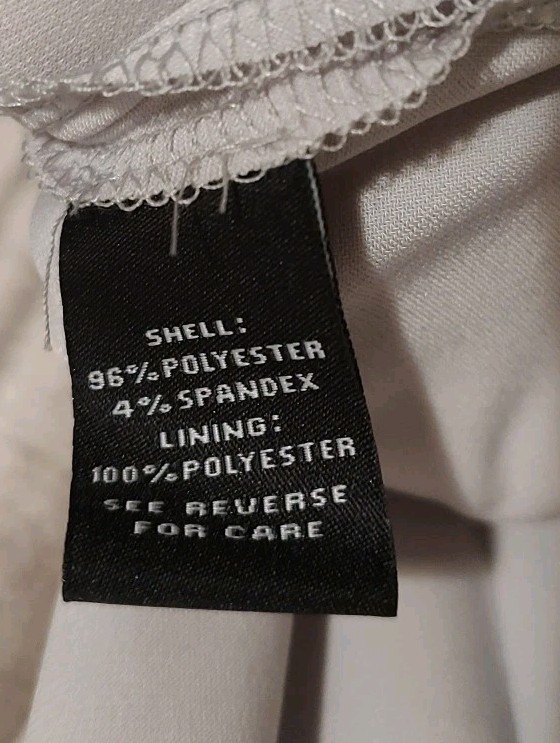 SHELL:
96% POLYESTER
4% SPANDEX
LINING:
100% POLYESTER
SEE REVERSE
FOR CARE